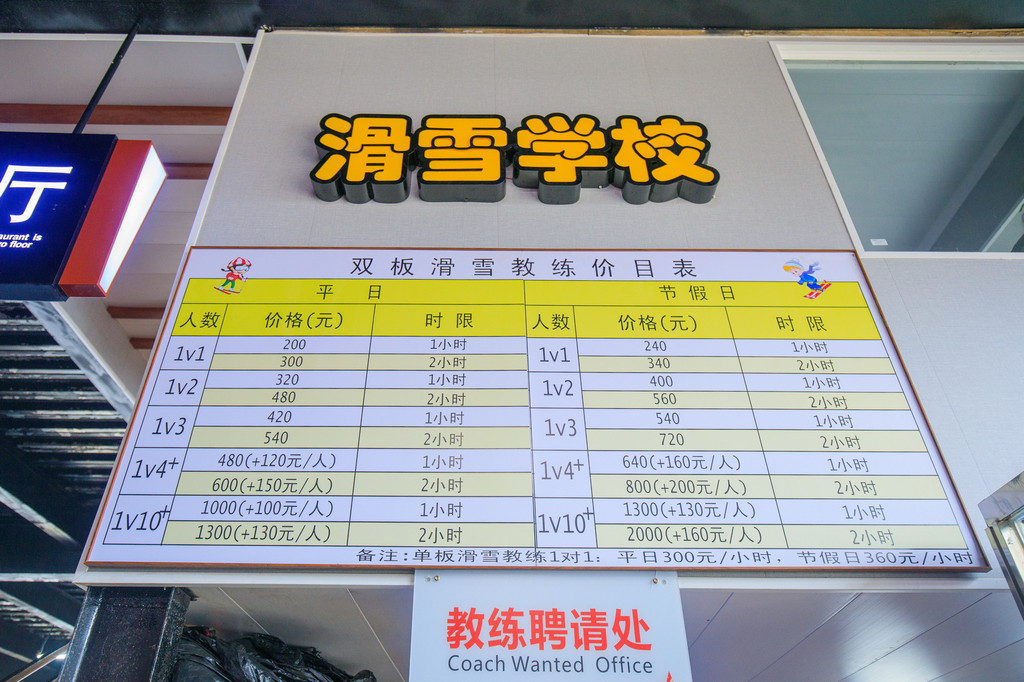 滑雪学校
厅
aurant is
o floor
双板滑雪教练价目表
平日 节假日
人数 价格(元) 时限 人数 价格(元) 时限
1v1 200 1小时 1v1 240 1小时
300 2小时 340 2小时
1v2 320 1小时 1v2 400 1小时
480 2小时 560 2小时
1v3 420 1小时 1v3 540 1小时
540 2小时 720 2小时
1v4+ 480(+120元/人) 1小时 1v4+ 640(+160元/人) 1小时
600(+150元/人) 2小时 800(+200元/人) 2小时
1v10+ 1000(+100元/人) 1小时 1v10+ 1300(+130元/人) 1小时
1300(+130元/人) 2小时 2000(+160元/人) 2小时
备注:单板滑雪教练1对1: 平日300元/小时，节假日360元/小时
教练聘请处
Coach Wanted Office